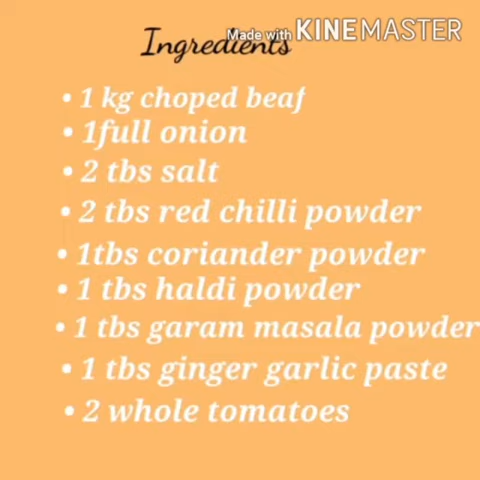 Made with KINEMASTER
Ingredients
• 1 kg choped beaf
• 1full onion
• 2 tbs salt
• 2 tbs red chilli powder
• 1tbs coriander powder
• 1 tbs haldi powder
• 1 tbs garam masala powder
• 1 tbs ginger garlic paste
• 2 whole tomatoes